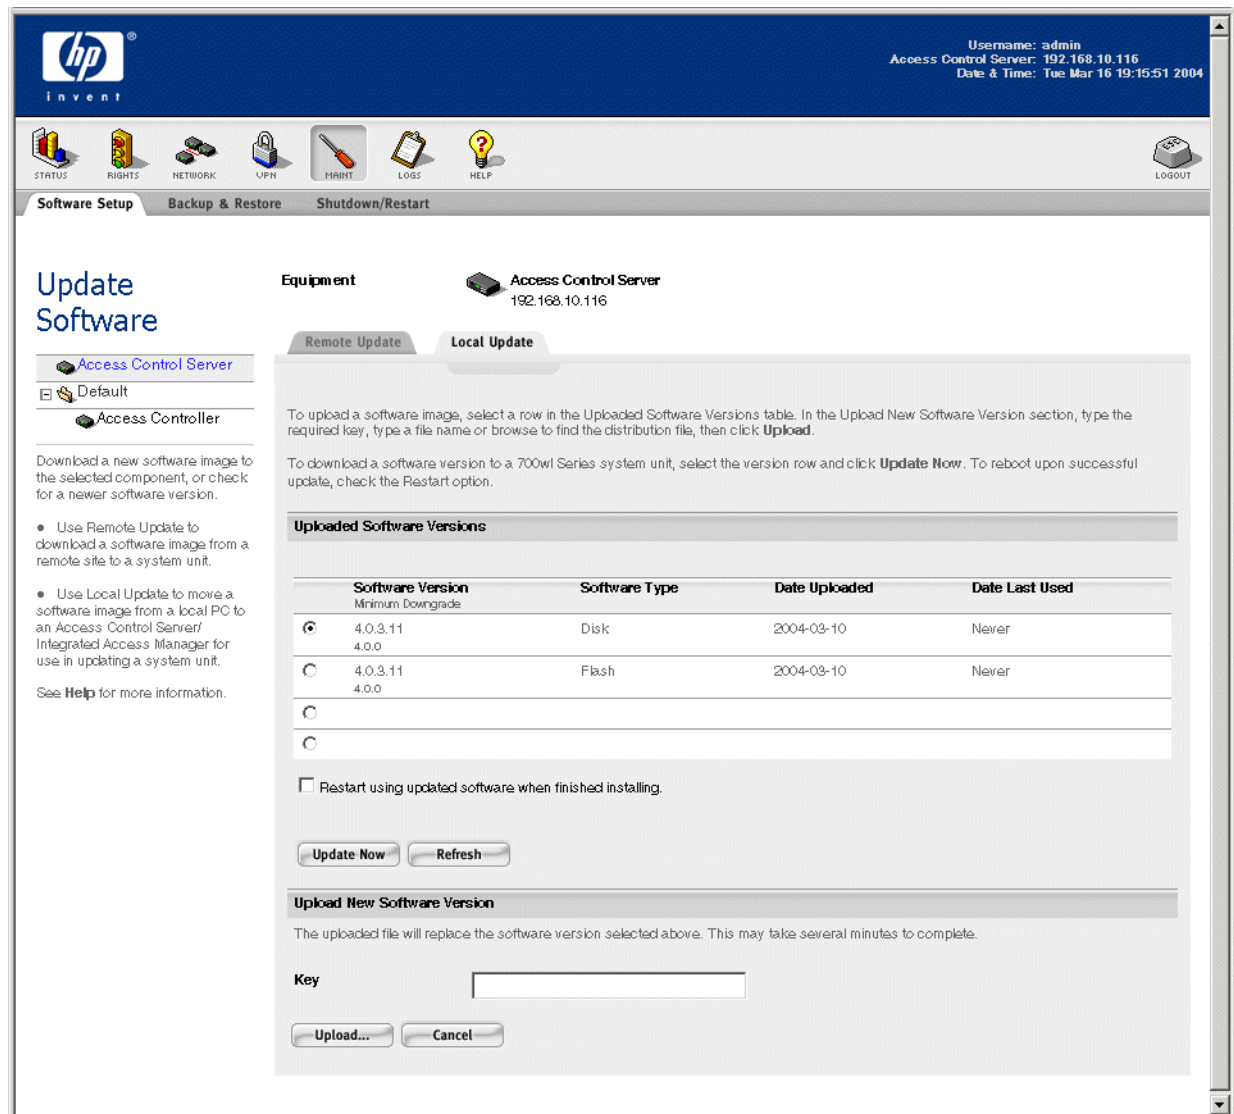 hp
®
invent
Username: admin
Access Control Server: 192.168.10.116
Date & Time: Tue Mar 16 19:15:51 2004
STATUS
RIGHTS
NETWORK
VPN
MAINT
LOGS
HELP
LOGOUT
Software Setup
Backup & Restore
Shutdown/Restart
Update
Software
Access Control Server
Default
Access Controller
Download a new software image to
the selected component, or check
for a newer software version.
● Use Remote Update to
download a software image from a
remote site to a system unit.
● Use Local Update to move a
software image from a local PC to
an Access Control Server/
Integrated Access Manager for
use in updating a system unit.
See Help for more information.
Equipment
Access Control Server
192.168.10.116
Remote Update
Local Update
To upload a software image, select a row in the Uploaded Software Versions table. In the Upload New Software Version section, type the
required key, type a file name or browse to find the distribution file, then click Upload.
To download a software version to a 700wl Series system unit, select the version row and click Update Now. To reboot upon successful
update, check the Restart option.
Uploaded Software Versions
Software Version Software Type Date Uploaded Date Last Used
Minimum Downgrade
4.0.3.11 Disk 2004-03-10 Never
4.0.0
4.0.3.11 Flash 2004-03-10 Never
4.0.0
Restart using updated software when finished installing.
Update Now
Refresh
Upload New Software Version
The uploaded file will replace the software version selected above. This may take several minutes to complete.
Key
Upload...
Cancel